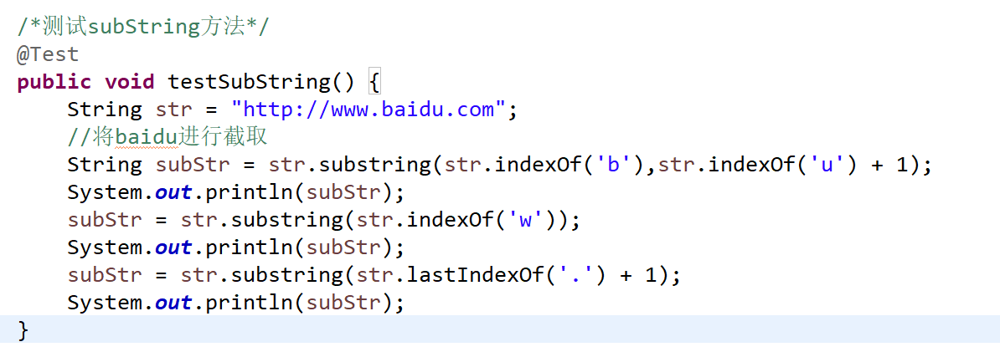 /*测试subString方法*/
@Test
public void testSubString() {
String str = "http://www.baidu.com";
//将baidu进行截取
String subStr = str.substring(str.indexOf('b'),str.indexOf('u') + 1);
System.out.println(subStr);
subStr = str.substring(str.indexOf('w'));
System.out.println(subStr);
subStr = str.substring(str.lastIndexOf('.') + 1);
System.out.println(subStr);
}